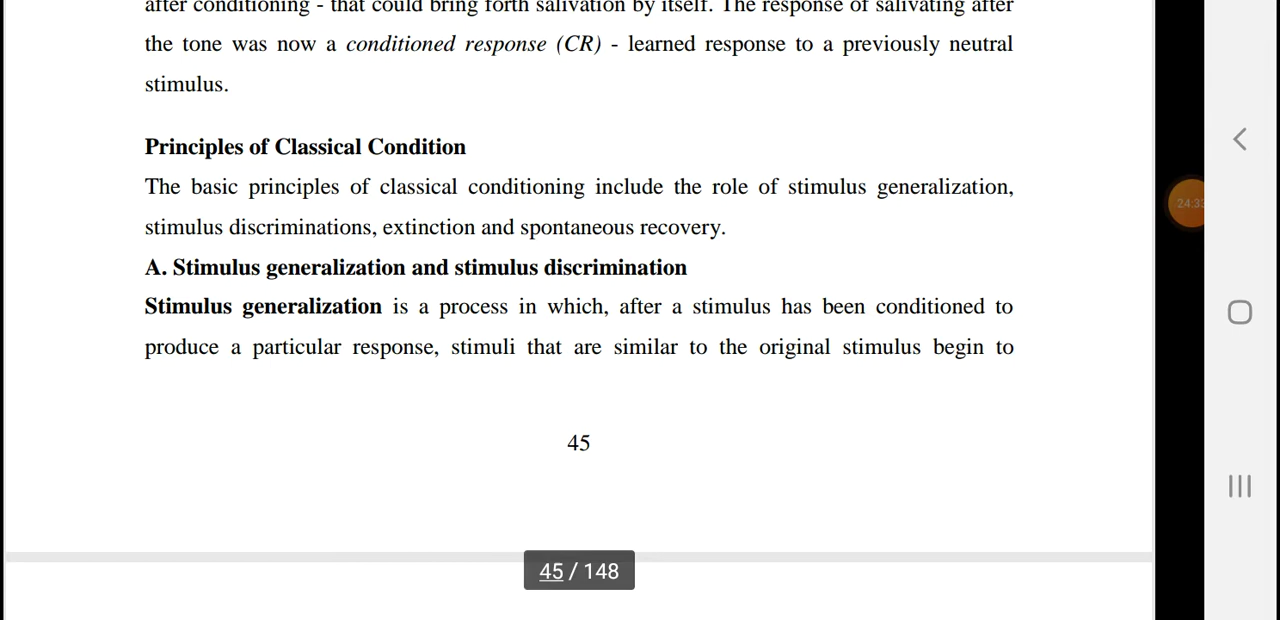 after conditioning - that could bring forth salivation by itself. The response of salivating after
the tone was now a conditioned response (CR) - learned response to a previously neutral
stimulus.
Principles of Classical Condition
The basic principles of classical conditioning include the role of stimulus generalization,
stimulus discriminations, extinction and spontaneous recovery.
A. Stimulus generalization and stimulus discrimination
Stimulus generalization is a process in which, after a stimulus has been conditioned to
produce a particular response, stimuli that are similar to the original stimulus begin to
45
45 / 148